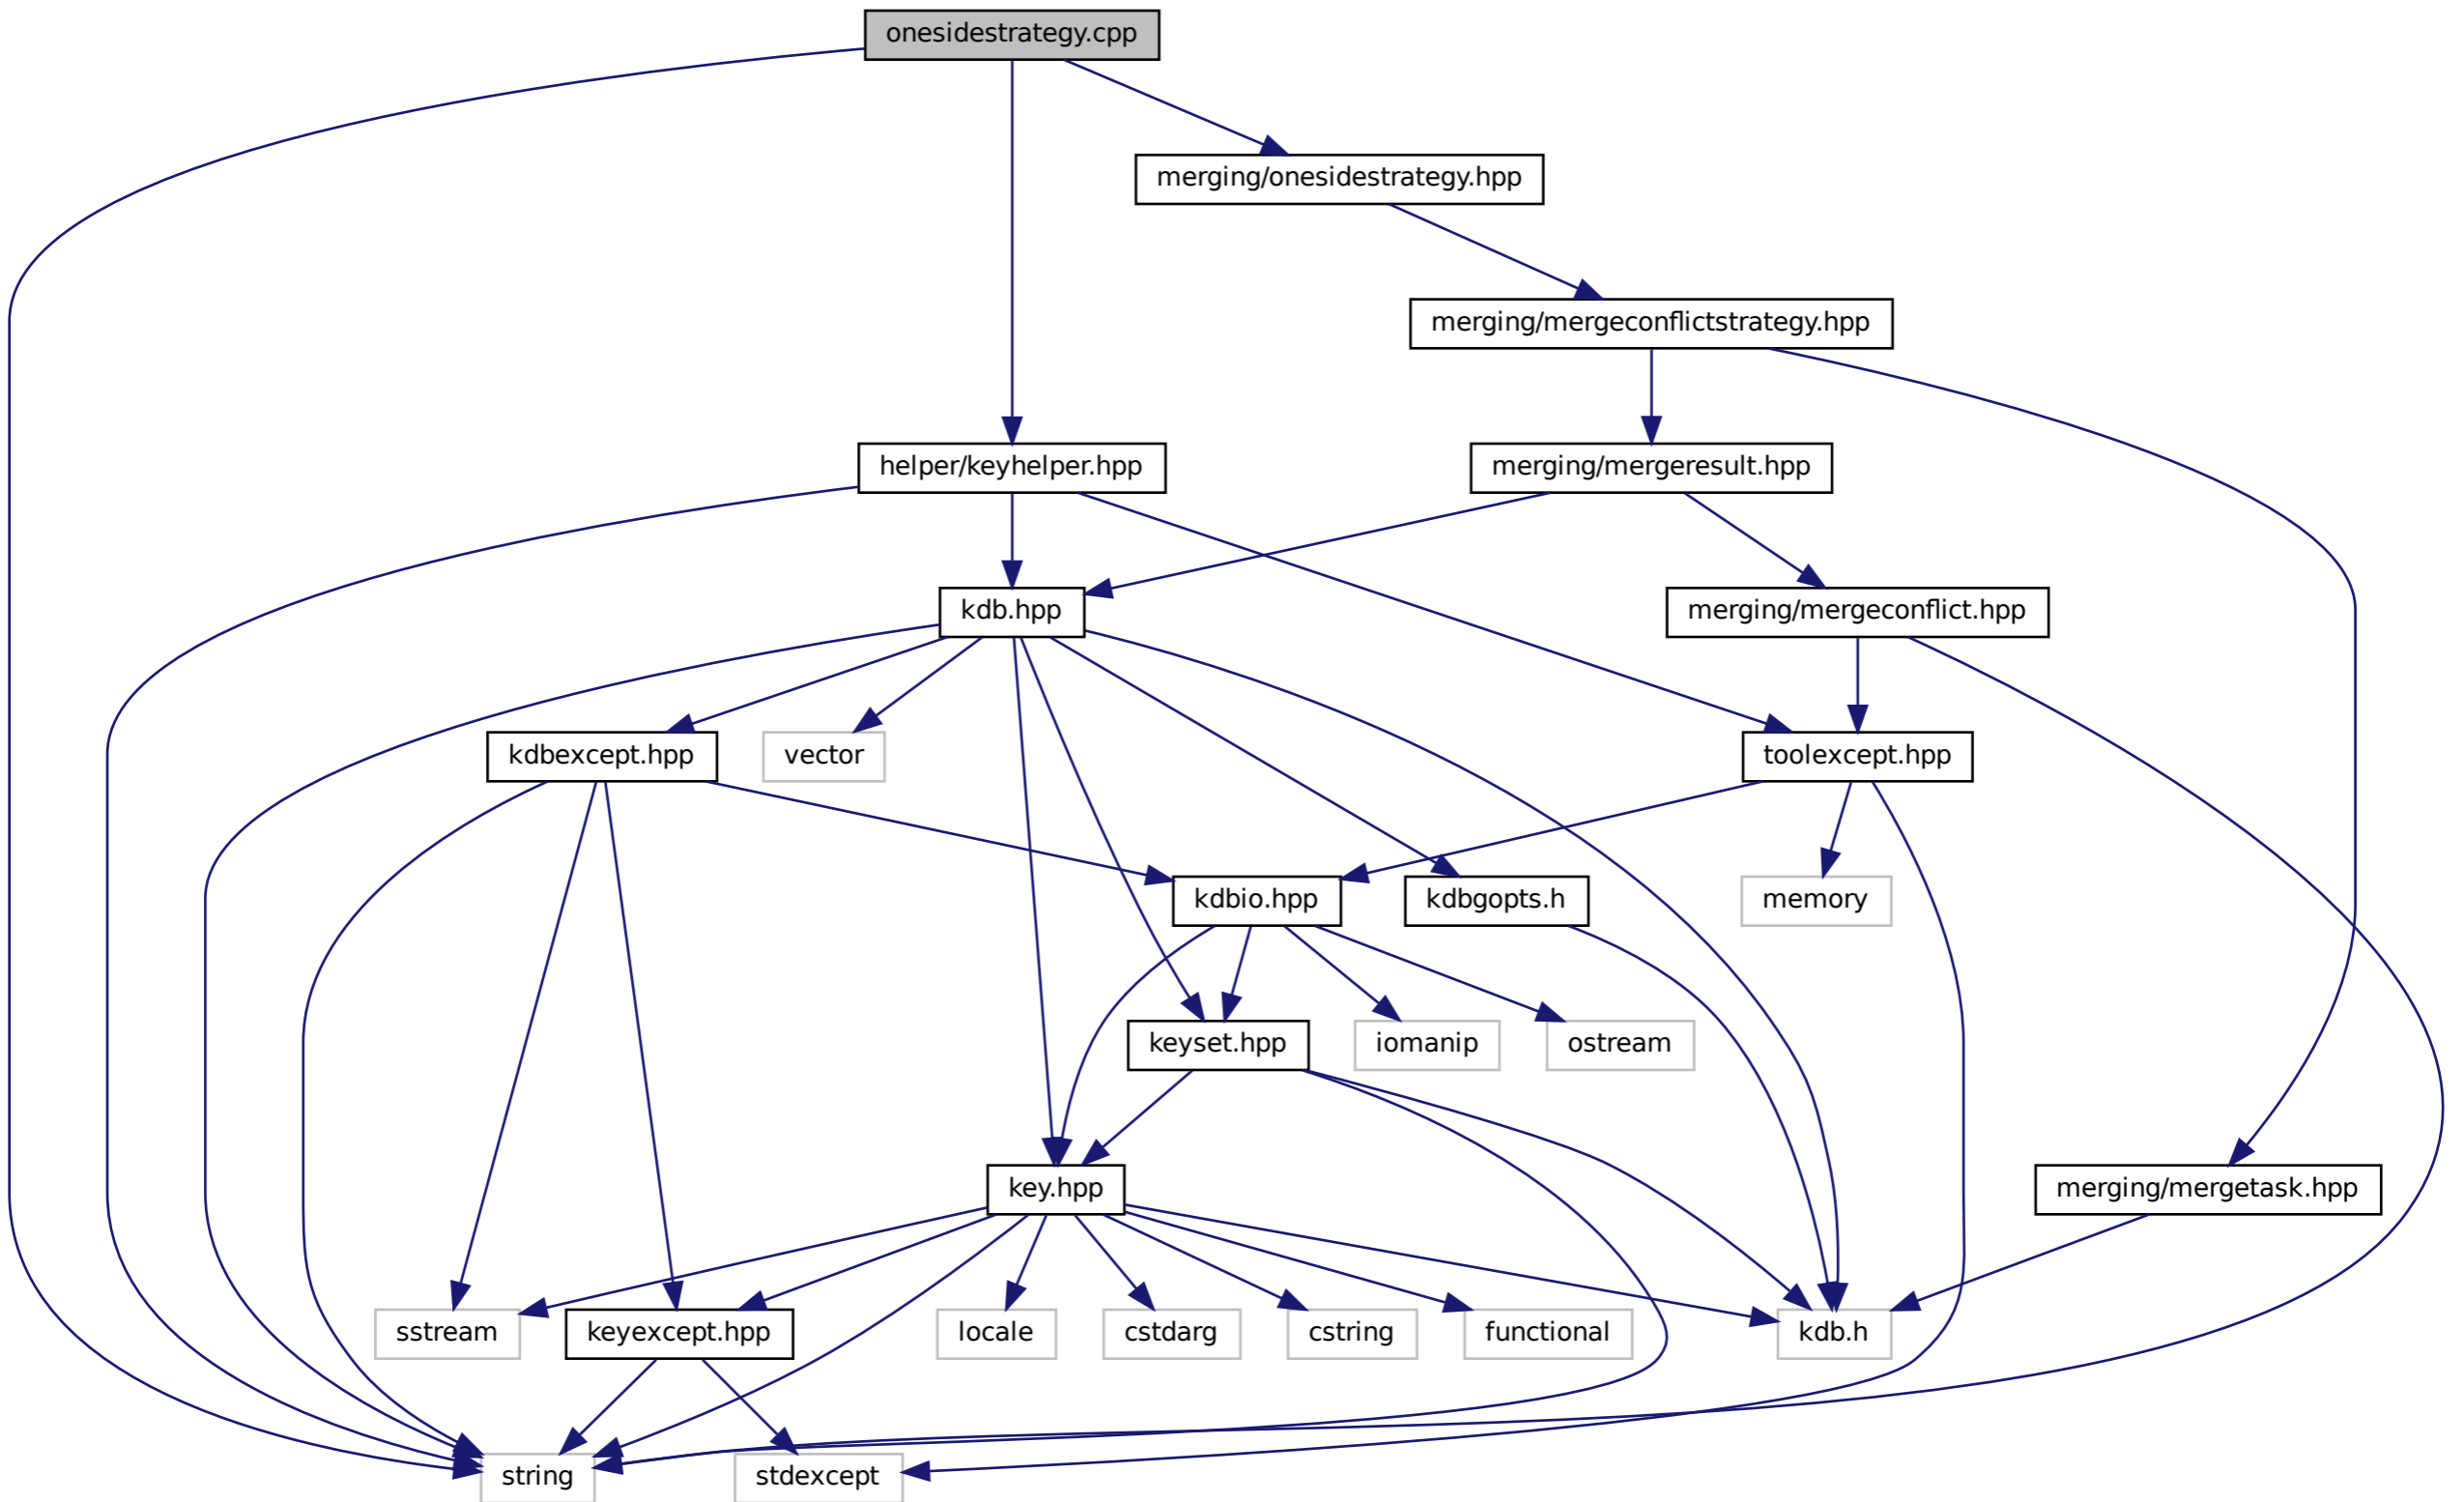 onesidestrategy.cpp
merging/onesidestrategy.hpp
merging/mergeconflictstrategy.hpp
helper/keyhelper.hpp
merging/mergeresult.hpp
kdb.hpp
merging/mergeconflict.hpp
kdbexcept.hpp
vector
toolexcept.hpp
kdbio.hpp
kdbgopts.h
memory
keyset.hpp
iomanip
ostream
key.hpp
merging/mergetask.hpp
sstream
keyexcept.hpp
locale
cstdarg
cstring
functional
kdb.h
string
stdexcept